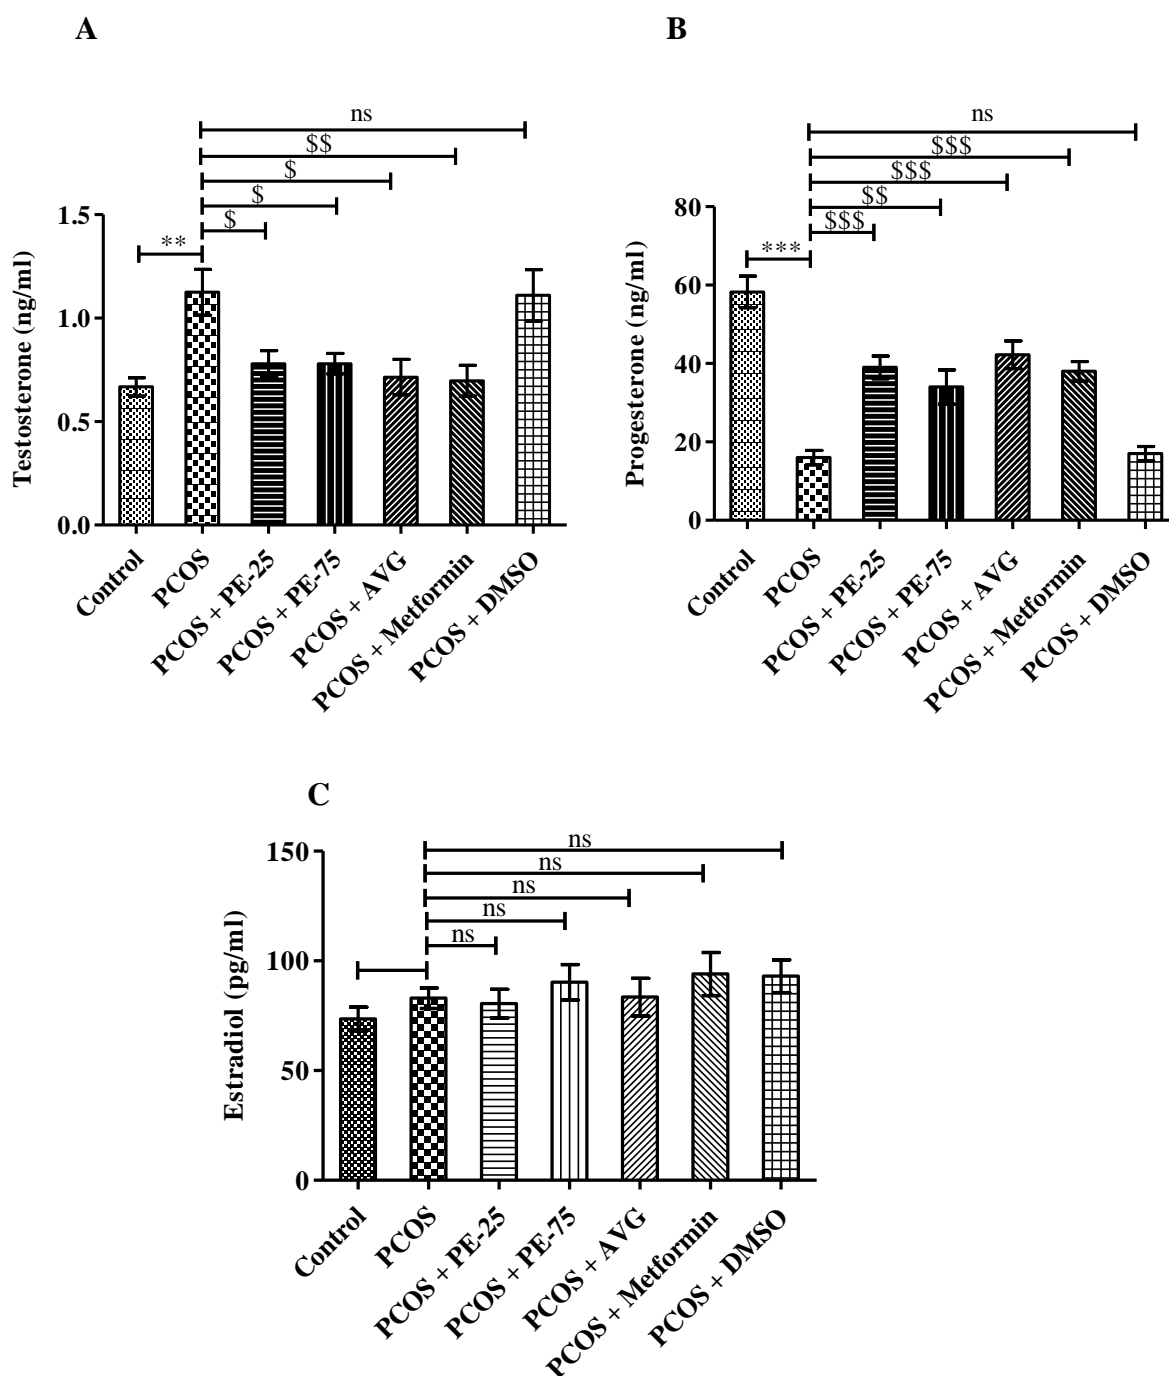 A
ns
$$
$
$
$
**
1.5
1.0
0.5
0.0
Testosterone (ng/ml)
Control
PCOS
PCOS + PE-25
PCOS + PE-75
PCOS + AVG
PCOS + Metformin
PCOS + DMSO
B
ns
$$$
$$$
$$
$$$
***
80
60
40
20
0
Progesterone (ng/ml)
Control
PCOS
PCOS + PE-25
PCOS + PE-75
PCOS + AVG
PCOS + Metformin
PCOS + DMSO
C
ns
ns
ns
ns
ns
150
100
50
0
Estradiol (pg/ml)
Control
PCOS
PCOS + PE-25
PCOS + PE-75
PCOS + AVG
PCOS + Metformin
PCOS + DMSO